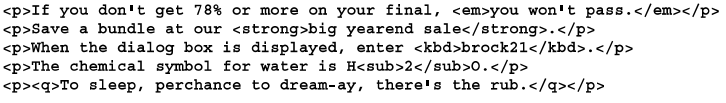 <p>If you don't get 78% or more on your final, <em>you won't pass.</em></p>
<p>Save a bundle at our <strong>big yearend sale</strong>.</p>
<p>When the dialog box is displayed, enter <kbd>brock21</kbd>.</p>
<p>The chemical symbol for water is H<sub>2</sub>O.</p>
<p><q>To sleep, perchance to dream-ay, there's the rub.</q></p>